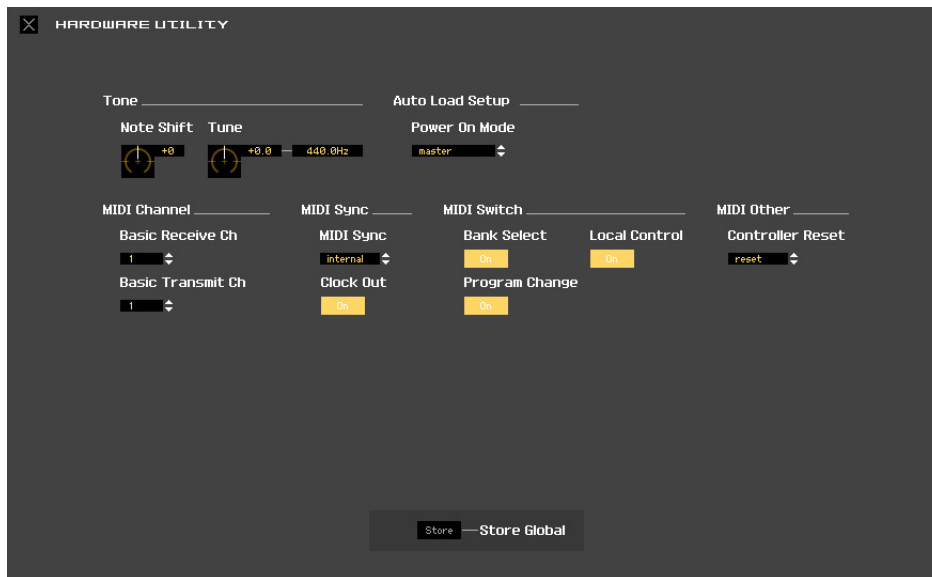 HARDWARE UTILITY
Tone Auto Load Setup
Note Shift Tune Power On Mode
+0 +0.0 440.0Hz master
MIDI Channel MIDI Sync MIDI Switch MIDI Other
Basic Receive Ch MIDI Sync Bank Select Local Control Controller Reset
1 internal On On reset
Basic Transmit Ch Clock Out Program Change
1 On On
Store Store Global